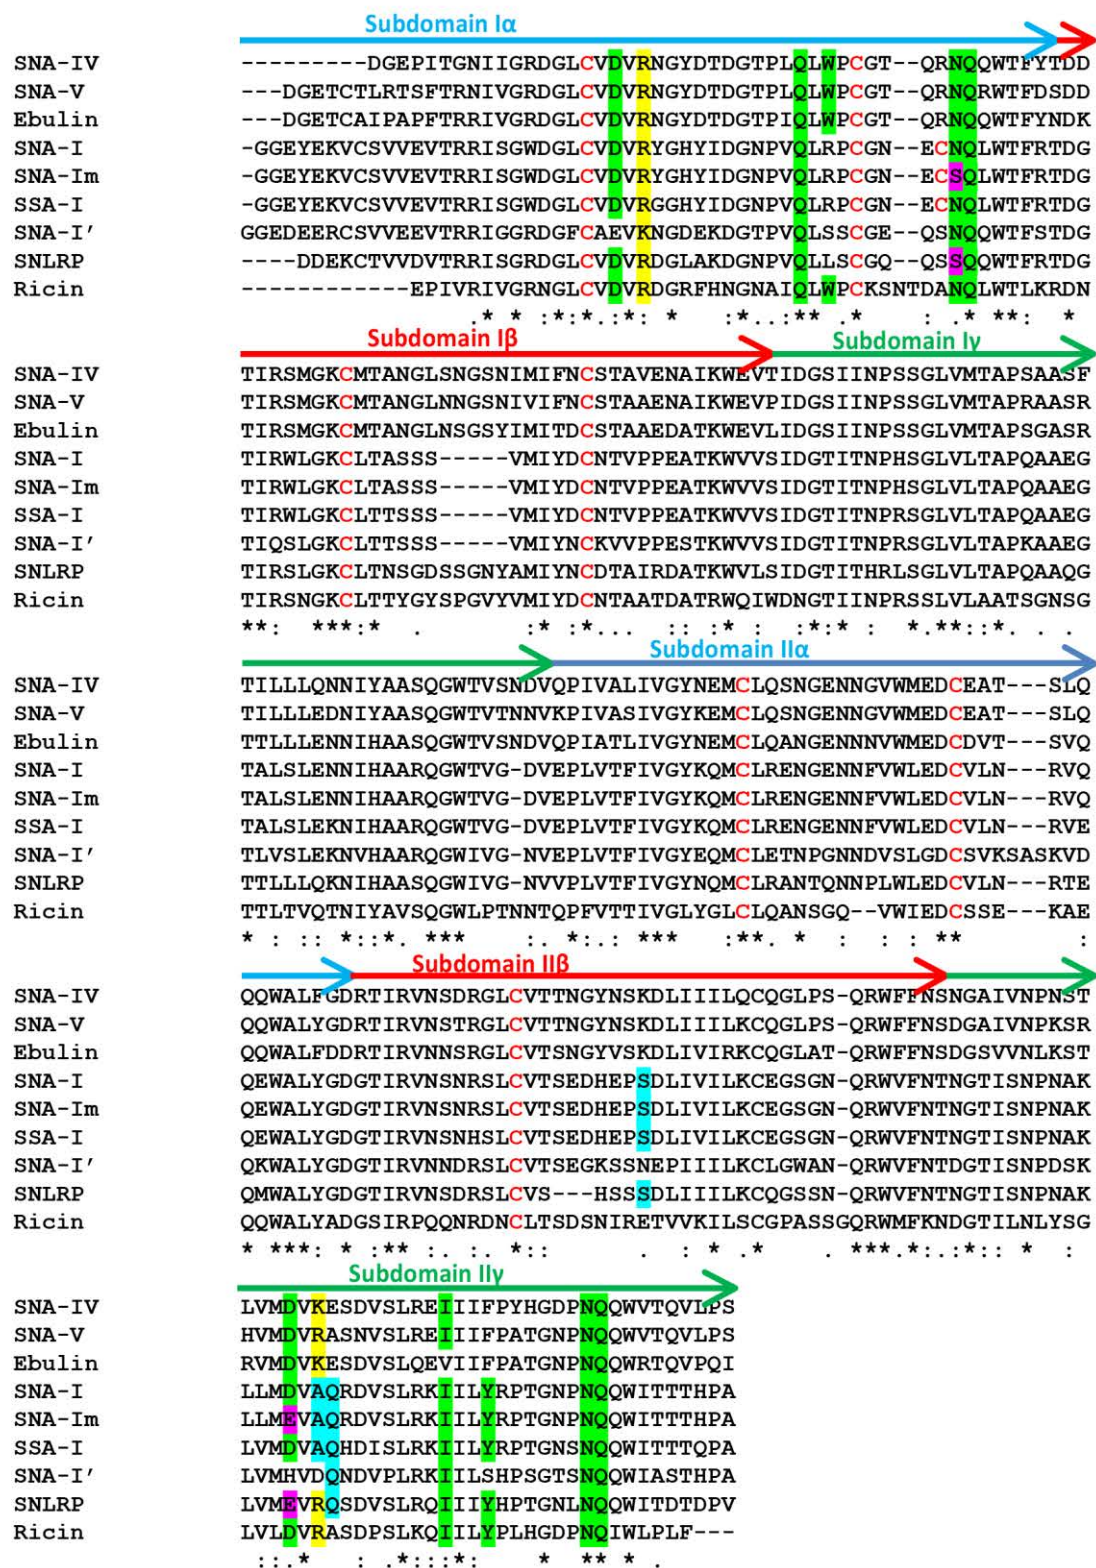 Subdomain Iα
SNA-IV ---------DGEPITGNIIGRDGLCVDVRNGYDTDGTPLQLWPCGT--QRNQQWTFYTDD
SNA-V ---DGETCTLRTSFTRNIVGRDGLCVDVRNGYDTDGTPLQLWPCGT--QRNQRWTFDSDD
Ebulin ---DGETCAIPAPFTRRIVGRDGLCVDVRNGYDTDGTPIQLWPCGT--QRNQQWTFYNDK
SNA-I -GGEYEKVCSVVEVTRRISGWDGLCVDVRYGHYIDGNPVQLRPCGN--ECNQLWTFRTDG
SNA-Im -GGEYEKVCSVVEVTRRISGWDGLCVDVRYGHYIDGNPVQLRPCGN--ECSQLWTFRTDG
SSA-I -GGEYEKVCSVVEVTRRISGWDGLCVDVRGGHYIDGNPVQLRPCGN--ECNQLWTFRTDG
SNA-I’ GGEDEERCSVVEEVTRRIGGRDGFCAEVKNGDEKDGTPVQLSSCGE--QSNQQWTFSTDG
SNLRP ----DDEKCTVVDVTRRISGRDGLCVDVRDGLAKDGNPVQLLSCGQ--QSSQQWTFRTDG
Ricin ------------EPIVRIVGRNGLCVDVRDGRFHNGNAIQLWPCKSNTDANQLWTLKRDN
.* *  :*:*.:*: *   :*..:** *    : .* **:  *
Subdomain Iβ Subdomain Iγ
SNA-IV TIRSMGKCMTANGLSNGSNIMIFNCSTAVENAIKWEVTIDGSIINPSSGLVMTAPSAASF
SNA-V TIRSMGKCMTANGLNNGSNIVIFNCSTAAENAIKWEVPIDGSIINPSSGLVMTAPRAASR
Ebulin TIRSMGKCMTANGLNSGSYIMITDCSTAAEDATKWEVLIDGSIINPSSGLVMTAPSGASR
SNA-I TIRWLGKCLTASSS-----VMIYDCNTVPPEATKWVVSIDGTITNPHSGLVLTAPQAAEG
SNA-Im TIRWLGKCLTASSS-----VMIYDCNTVPPEATKWVVSIDGTITNPHSGLVLTAPQAAEG
SSA-I TIRWLGKCLTTSSS-----VMIYDCNTVPPEATKWVVSIDGTITNPRSGLVLTAPQAAEG
SNA-I’ TIQSLGKCLTTSSS-----VMIYNCKVVPPESTKWVVSIDGTITNPRSGLVLTAPKAAEG
SNLRP TIRSLGKCLTNSGDSSGNYAMIYNCDTAIRDATKWVLSIDGTITHRLSGLVLTAPQAAQG
Ricin TIRSNGKCLTTYGYSPGVYVMIYDCNTAATDATRWQIWDNGTIINPRSSLVLAATSGNSG
**:  ***:*  .       :* :*...  ::.:* :  :*:* :  *.**::*. . .
Subdomain IIα
SNA-IV TILLLQNNIYAASQGWTVSNDVQPIVALIVGYNEMCLQSNGENNGVWMEDCEAT---SLQ
SNA-V TILLLEDNIYAASQGWTVTNNVKPIVASIVGYKEMCLQSNGENNGVWMEDCEAT---SLQ
Ebulin TTLLLENNIHAASQGWTVSNDVQPIATLIVGYNEMCLQANGENNNVWMEDCDVT---SVQ
SNA-I TALSLENNIHAARQGWTVG-DVEPLVTFIVGYKQMCLRENGENNFVWLEDCVLN---RVQ
SNA-Im TALSLENNIHAARQGWTVG-DVEPLVTFIVGYKQMCLRENGENNFVWLEDCVLN---RVQ
SSA-I TALSLEKNIHAARQGWTVG-DVEPLVTFIVGYKQMCLRENGENNFVWLEDCVLN---RVE
SNA-I’ TLVSLEKNVHAARQGWIVG-NVEPLVTFIVGYEQMCLETNPGNNDVSLGDCSVKSASKVD
SNLRP TTLLLQKNIHAASQGWIVG-NVVPLVTFIVGYNQMCLRANTQNNPLWLEDCVLN---RTE
Ricin TTLTVQTNIYAVSQGWLPTNNTQPFVTTIVGLYGLCLQANSGQ--VWIEDCSSE---KAE
* : :: *::*. ***    :. *:.: ***   :**. *  :  : : **        :
Subdomain IIβ
SNA-IV QQWALFGDRTIRVNSDRGLCVTTNGYNSKDLIIILQCQGLPS-QRWFFNSNGAIVNPNST
SNA-V QQWALYGDRTIRVNSTRGLCVTTNGYNSKDLIIILKCQGLPS-QRWFFNSDGAIVNPKSR
Ebulin QQWALFDDRTIRVNNSRGLCVTSNGYVSKDLIVIRKCQGLAT-QRWFFNSDGSVVNLKST
SNA-I QEWALYGDGTIRVNSNRSLCVTSEDHEPSDLIVILKCEGSGN-QRWVFNTNGTISNPNAK
SNA-Im QEWALYGDGTIRVNSNRSLCVTSEDHEPSDLIVILKCEGSGN-QRWVFNTNGTISNPNAK
SSA-I QEWALYGDGTIRVNSNHSLCVTSEDHEPSDLIVILKCEGSGN-QRWVFNTNGTISNPNAK
SNA-I’ QKWALYGDGTIRVNNDRSLCVTSEGKSSNEPIIILKCLGWAN-QRWVFNTDGTISNPDSK
SNLRP QMWALYGDGTIRVNSDRSLCVS---HSSSDLIIILKCQGSSN-QRWVFNTNGTISNPNAK
Ricin QQWALYADGSIRPQQNRDNCLTSDSNIRETVVKILSCGPASSGQRWMFKNDGTILNLYSG
* ***: * :** :. :. *::       .  : * .*    . ***.*:.:*:: *  :
Subdomain IIγ
SNA-IV LVMDVKESDVSLREIIIFPYHGDPNQQWVTQVLPS
SNA-V HVMDVRASNVSLREIIIFPATGNPNQQWVTQVLPS
Ebulin RVMDVKESDVSLQEVIIFPATGNPNQQWRTQVPQI
SNA-I LLMDVAQRDVSLRKIILYRPTGNPNQQWITTTHPA
SNA-Im LLMEVAQRDVSLRKIILYRPTGNPNQQWITTTHPA
SSA-I LVMDVAQHDISLRKIILYRPTGNSNQQWITTTQPA
SNA-I’ LVMHVDQNDVPLRKIILSHPSGTSNQQWIASTHPA
SNLRP LVMEVRQSDVSLRQIIIYHPTGNLNQQWITDTDPV
Ricin LVLDVRASDPSLKQIILYPLHGDPNQIWLPLF---
::.*   : .*:::*:    *  ** * .